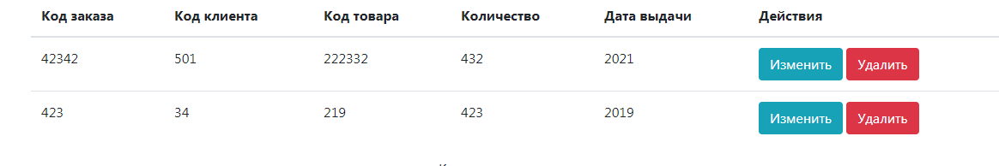 Код заказа Код клиента Код товара Количество Дата выдачи Действия
42342 501 222332 432 2021 Изменить Удалить
423 34 219 423 2019 Изменить Удалить